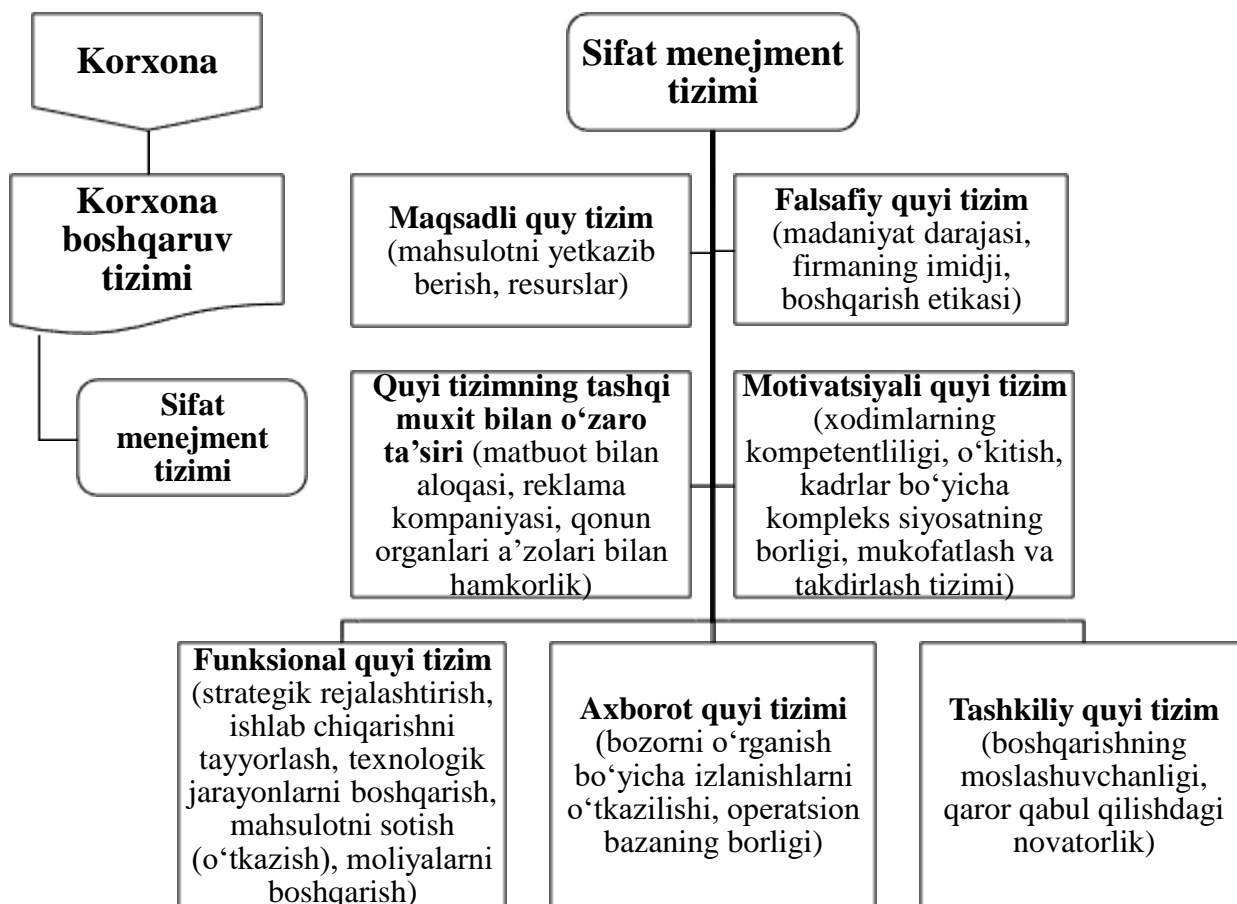 Korxona
Korxona
boshqaruv
tizimi
Sifat
menejment
tizimi
Sifat menejment
tizimi
Maqsadli quy tizim
(mahsulotni yetkazib
berish, resurslar)
Falsafiy quyi tizim
(madaniyat darajasi,
firmaning imidji,
boshqarish etikasi)
Quyi tizimning tashqi
muxit bilan o‘zaro
ta’siri (matbuot bilan
aloqasi, reklama
kompaniyasi, qonun
organlari a’zolari bilan
hamkorlik)
Motivatsiyali quyi tizim
(xodimlarning
kompetentliligi, o‘kitish,
kadrlar bo‘yicha
kompleks siyosatning
borligi, mukofatlash va
takdirlash tizimi)
Funksional quyi tizim
(strategik rejalashtirish,
ishlab chiqarishni
tayyorlash, texnologik
jarayonlarni boshqarish,
mahsulotni sotish
(o‘tkazish), moliyalarni
boshqarish)
Axborot quyi tizimi
(bozorni o‘rganish
bo‘yicha izlanishlarni
o‘tkazilishi, operatsion
bazaning borligi)
Tashkiliy quyi tizim
(boshqarishning
moslashuvchanligi,
qaror qabul qilishdagi
novatorlik)